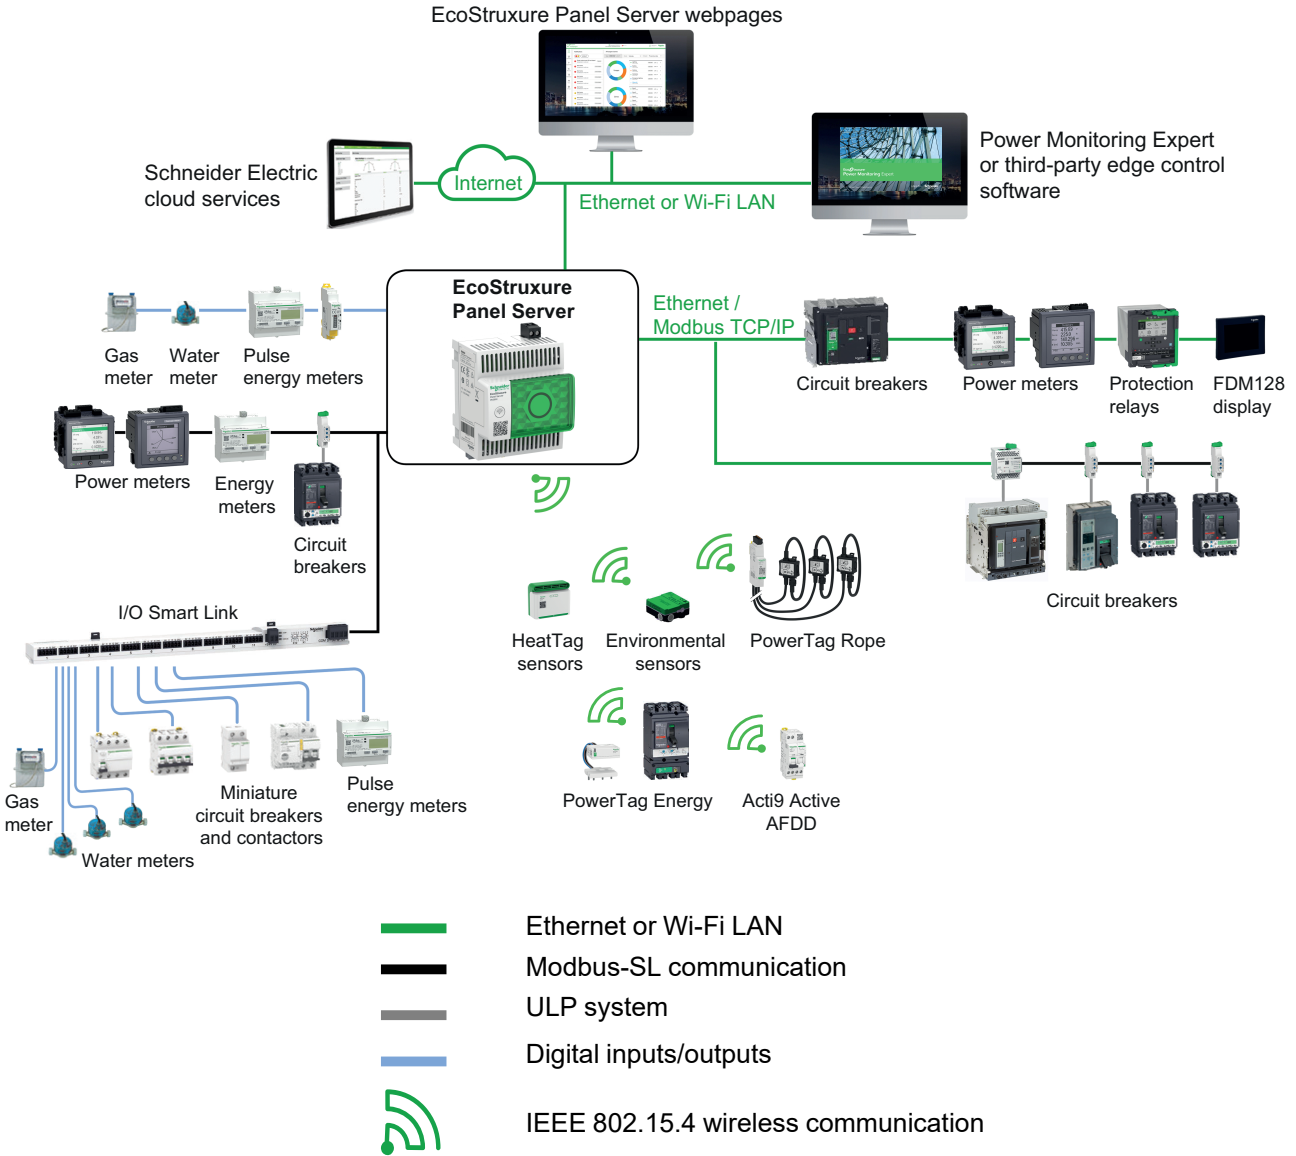 EcoStruxure Panel Server webpages
Schneider Electric
cloud services
Internet
Ethernet or Wi-Fi LAN
Power Monitoring Expert
or third-party edge control
software
Power Monitoring Expert
EcoStruxure
Panel Server
Ethernet /
Modbus TCP/IP
Gas
meter
Water
meter
Pulse
energy meters
Circuit breakers
Power meters
Protection
relays
FDM128
display
Power meters
Energy
meters
Circuit
breakers
Circuit breakers
I/O Smart Link
HeatTag
sensors
Environmental
sensors
PowerTag Rope
Gas
meter
Water meters
Miniature
circuit breakers
and contactors
Pulse
energy meters
PowerTag Energy
Acti9 Active
AFDD
Ethernet or Wi-Fi LAN
Modbus-SL communication
ULP system
Digital inputs/outputs
IEEE 802.15.4 wireless communication